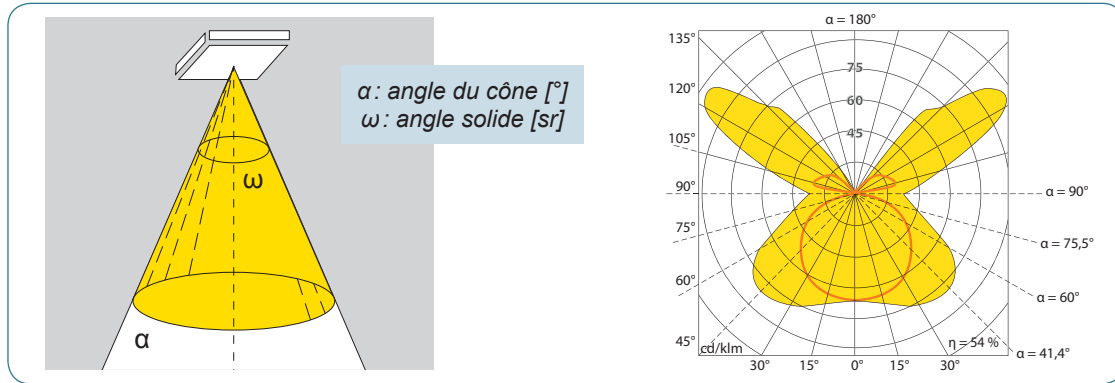 α: angle du cône [°]
ω: angle solide [sr]
ω
α
α = 180°
135°
120°
105°
90°
75°
60°
45°
75
60
45
α = 90°
α = 75,5°
α = 60°
α = 41,4°
cd/klm
η = 54 %
30°
15°
0°
15°
30°